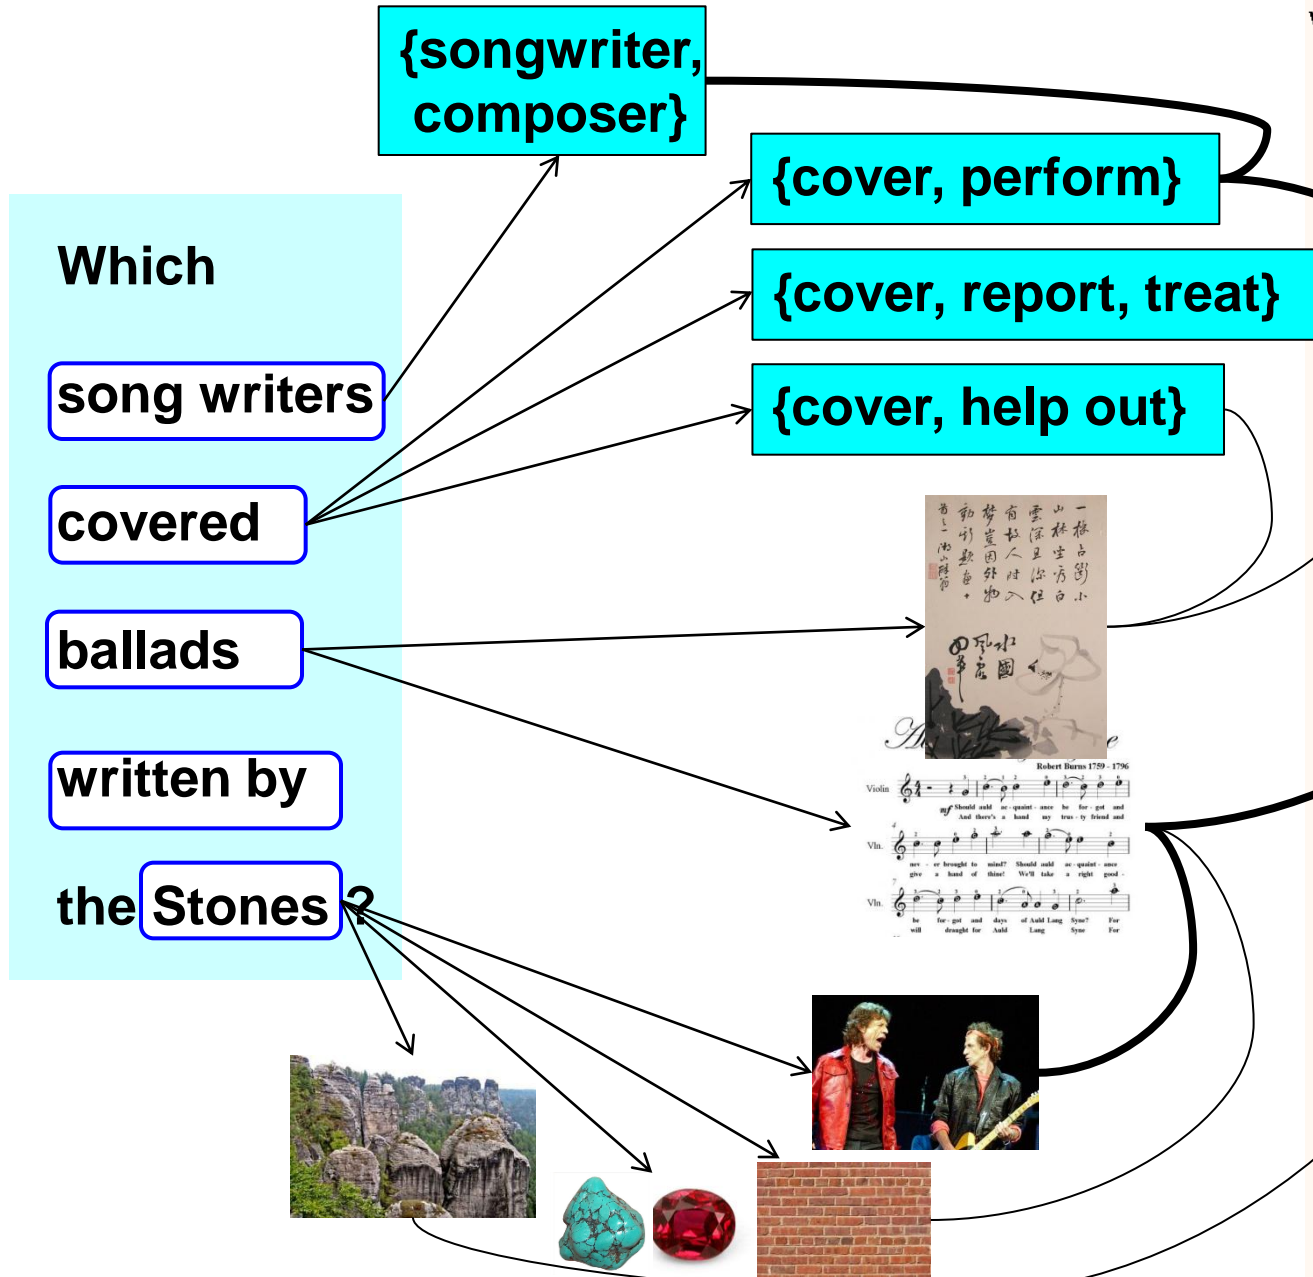 {songwriter,
composer}
{cover, perform}
{cover, report, treat}
{cover, help out}
Which
song writers
covered
ballads
written by
the Stones ?
水國
風
Robert Burns 1759 - 1796
Violin
mf Should auld ac - quaint - ance be for - got and
And there's a hand my trus - ty friend and
Vln.
nev - er brought to mind? Should auld ac - quaint - ance
give a hand of thine! We'll take a right good -
Vln.
be for - got and days of Auld Lang Syne? For
will draught for Auld Lang Syne For